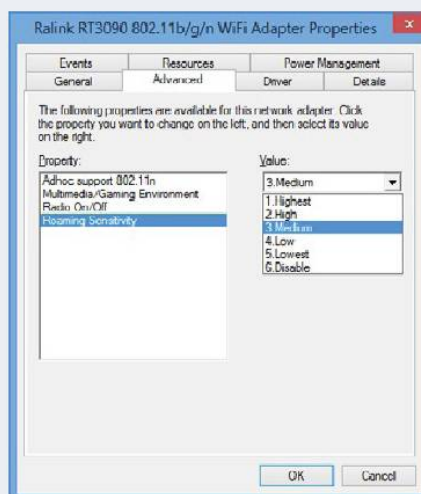 Ralink RT3090 802.11b/g/n WiFi Adapter Properties
x
Events Resources Power Management
General Advanced Driver Details
The following properties are available for this network adapter. Click
the property you want to change on the left, and then select its value
on the right.
Property: Value:
Adhoc support 802.11n
Multimedia/Gaming Environment
Radio On/Off
Roaming Sensitivity
3.Medium
1.Highest
2.High
3.Medium
4.Low
5.Lowest
6.Disable
OK Cancel